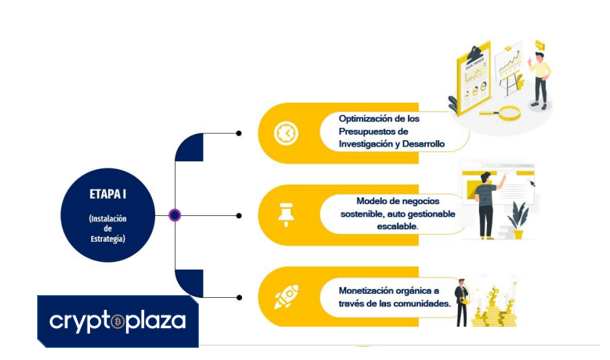 ETAPA I
(Instalación
de
Estrategia)
Optimización de los
Presupuestos de
Investigación y Desarrollo
Modelo de negocios
sostenible, auto gestionable
escalable.
Monetización orgánica a
través de las comunidades.
cryptoplaza